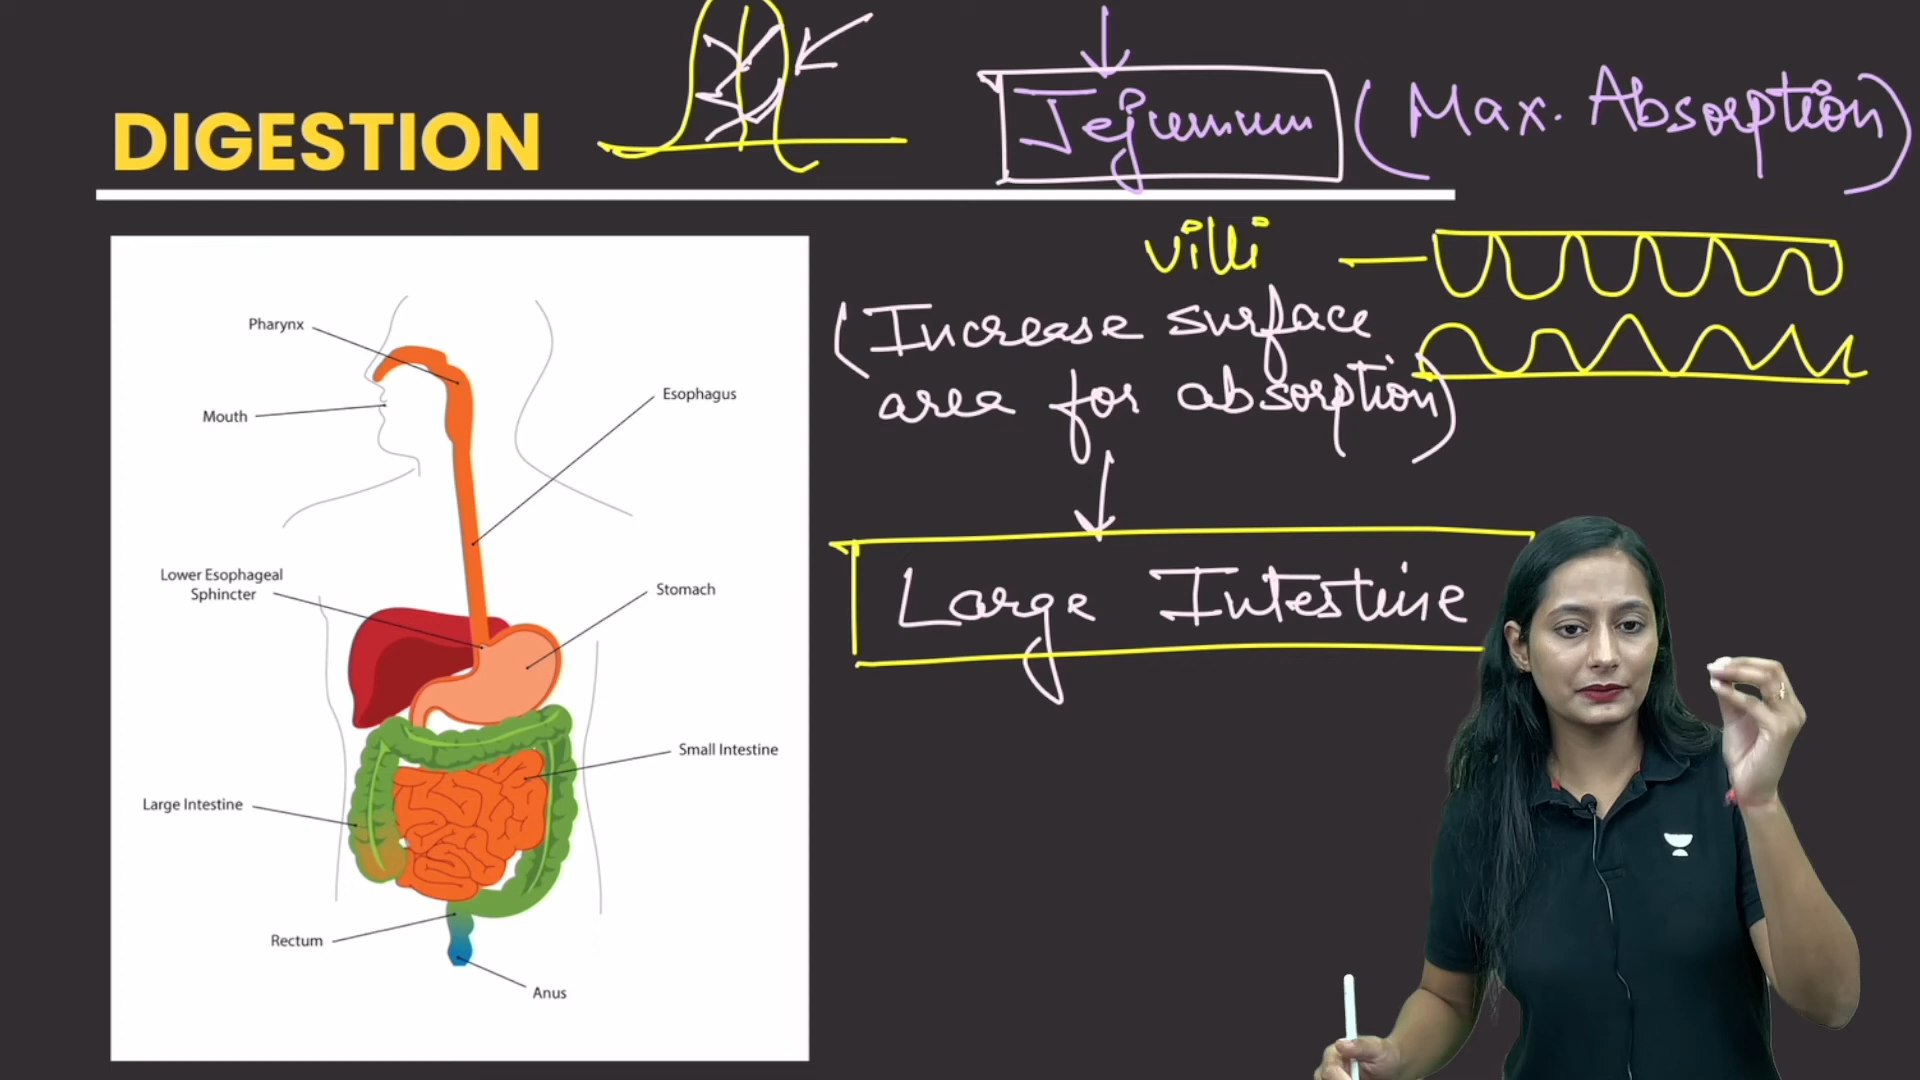 DIGESTION
Jejunum (Max. Absorption)
villi
(Increase surface
area for absorption)
Large Intestine
Pharynx
Esophagus
Mouth
Lower Esophageal
Sphincter
Stomach
Small Intestine
Large Intestine
Rectum
Anus